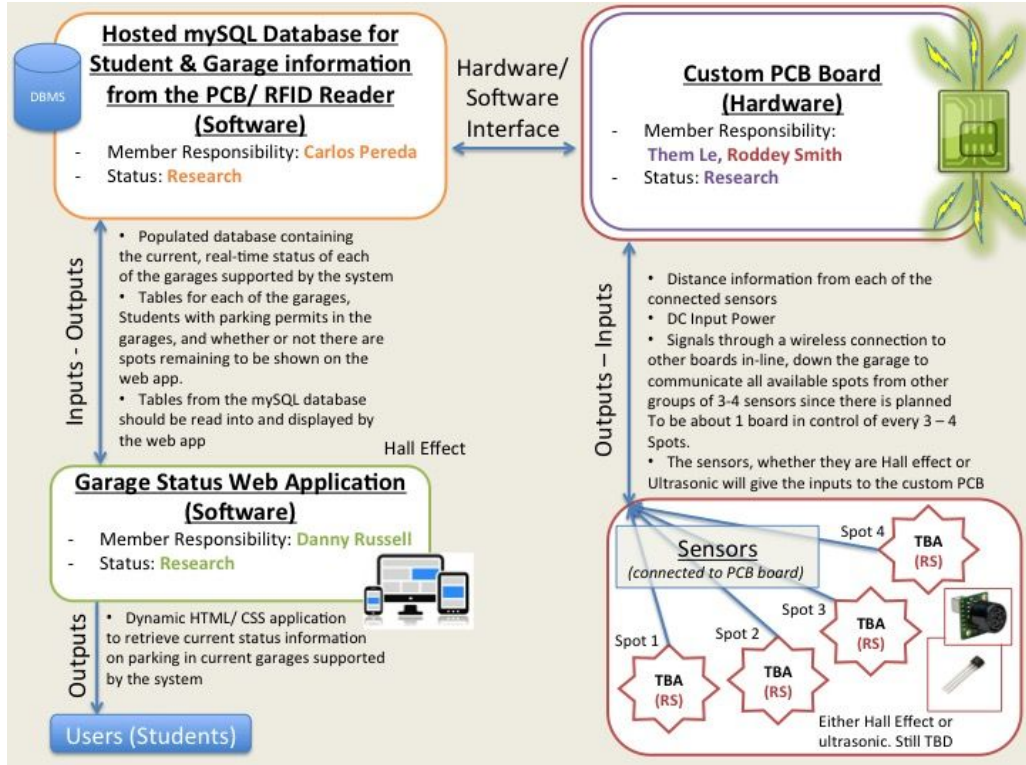 Hosted mySQL Database for
Student & Garage information
from the PCB/ RFID Reader
(Software)
DBMS
- Member Responsibility: Carlos Pereda
- Status: Research
Hardware/
Software
Interface
Custom PCB Board
(Hardware)
- Member Responsibility:
Them Le, Roddey Smith
- Status: Research
Inputs - Outputs
• Populated database containing
the current, real-time status of each
of the garages supported by the system
• Tables for each of the garages,
Students with parking permits in the
garages, and whether or not there are
spots remaining to be shown on the
web app.
• Tables from the mySQL database
should be read into and displayed by
the web app
Hall Effect
Outputs – Inputs
• Distance information from each of the
connected sensors
• DC Input Power
• Signals through a wireless connection to
other boards in-line, down the garage to
communicate all available spots from other
groups of 3-4 sensors since there is planned
To be about 1 board in control of every 3 – 4
Spots.
• The sensors, whether they are Hall effect or
Ultrasonic will give the inputs to the custom PCB
Garage Status Web Application
(Software)
- Member Responsibility: Danny Russell
- Status: Research
Outputs
• Dynamic HTML/ CSS application
to retrieve current status information
on parking in current garages supported
by the system
Users (Students)
Sensors
(connected to PCB board)
Spot 4
TBA
(RS)
Spot 3
TBA
(RS)
Spot 2
TBA
(RS)
Spot 1
TBA
(RS)
Either Hall Effect or
ultrasonic. Still TBD